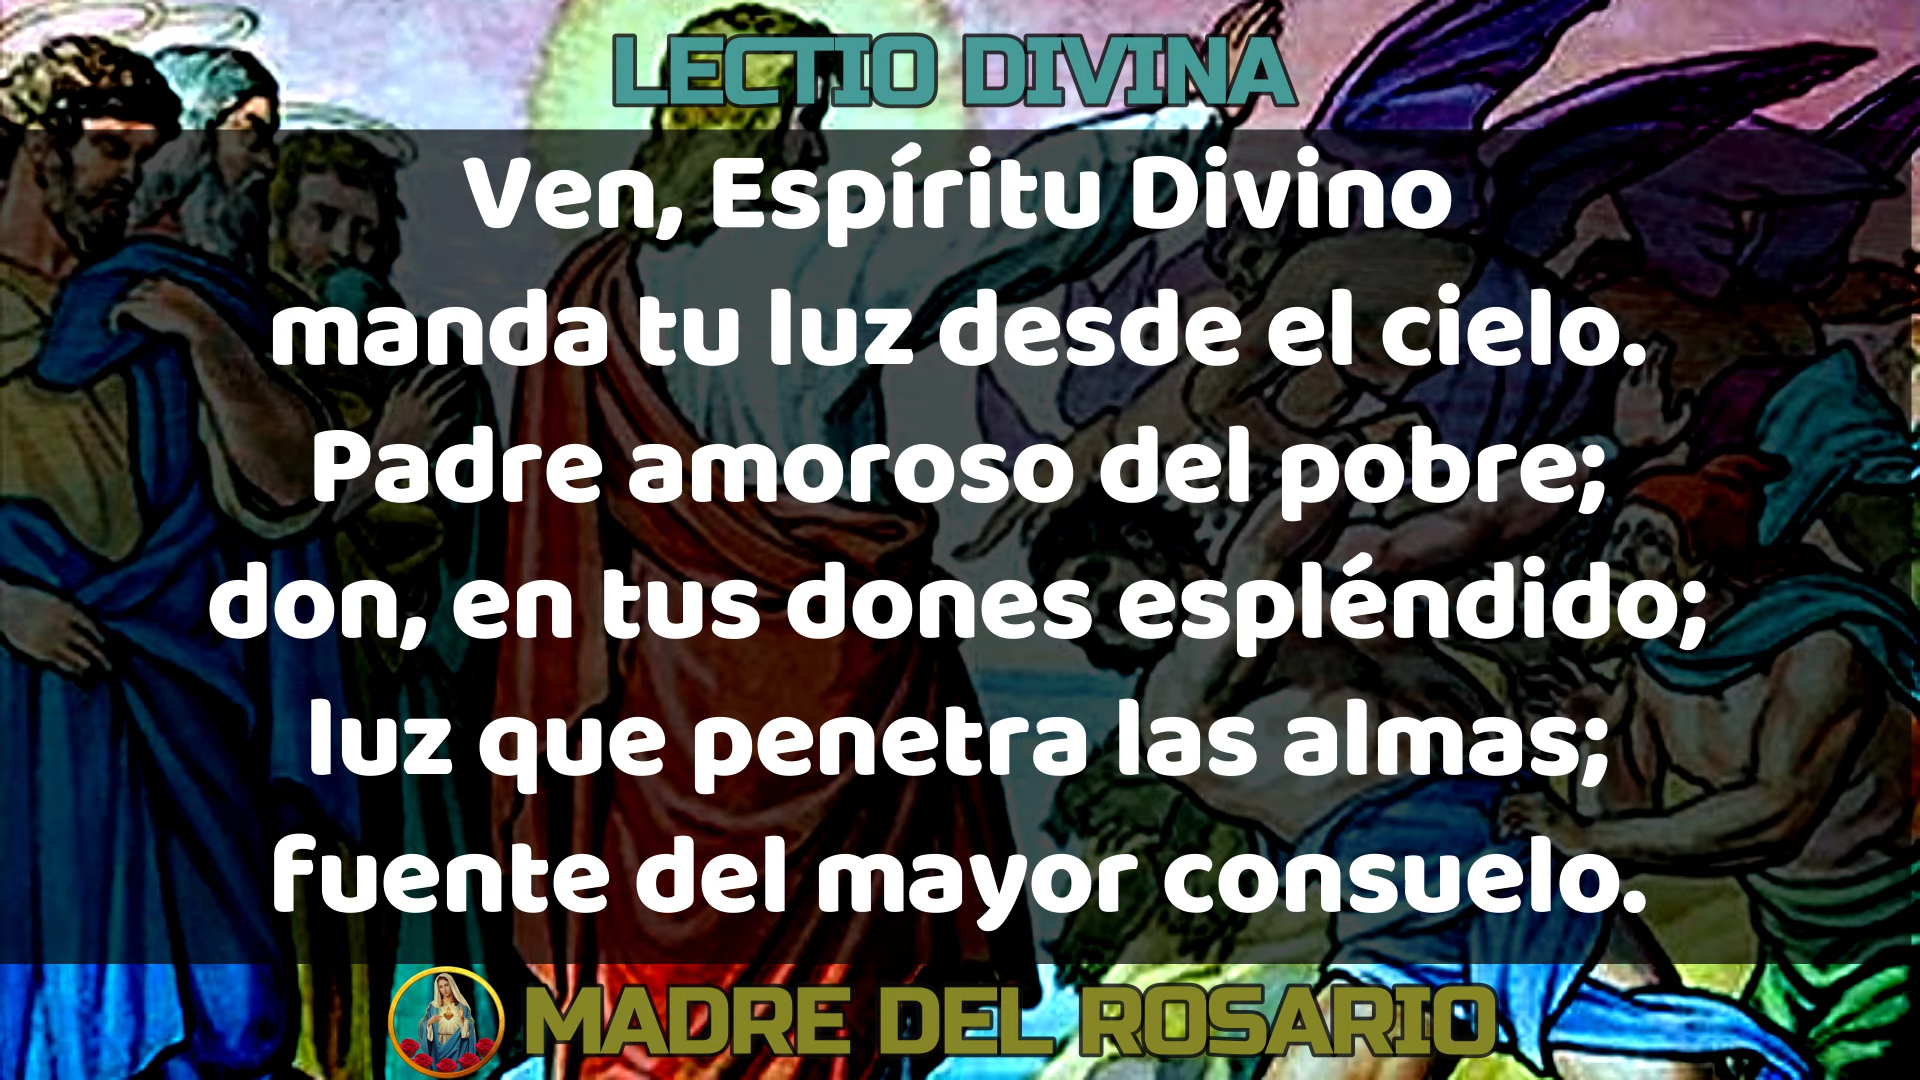 LECTIO DIVINA
Ven, Espíritu Divino
manda tu luz desde el cielo.
Padre amoroso del pobre;
don, en tus dones espléndido;
luz que penetra las almas;
fuente del mayor consuelo.
MADRE DEL ROSARIO